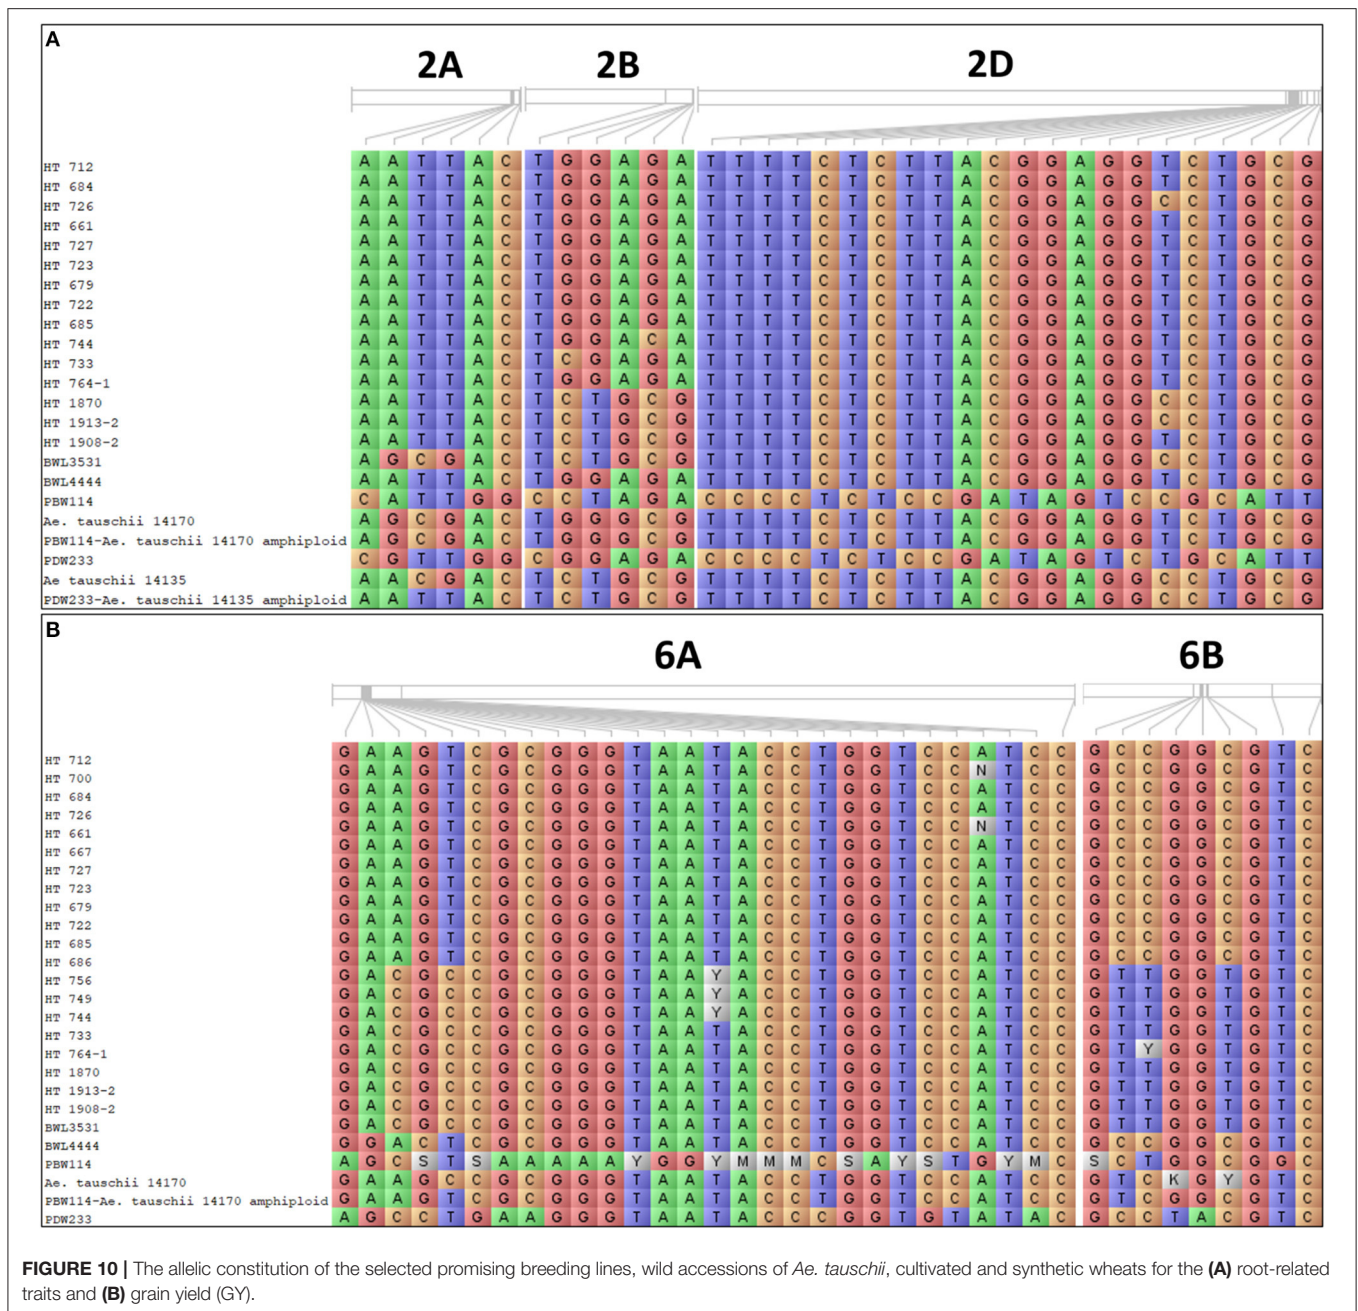 A
2A 2B 2D
HT 712 A A T T A C T G G A G A T T T T C T C T T A C G G A G G T C T G C G
HT 684 A A T T A C T G G A G A T T T T C T C T T A C G G A G G T C T G C G
HT 726 A A T T A C T G G A G A T T T T C T C T T A C G G A G G C C T G C G
HT 661 A A T T A C T G G A G A T T T T C T C T T A C G G A G G T C T G C G
HT 727 A A T T A C T G G A G A T T T T C T C T T A C G G A G G T C T G C G
HT 723 A A T T A C T G G A G A T T T T C T C T T A C G G A G G T C T G C G
HT 679 A A T T A C T G G A G A T T T T C T C T T A C G G A G G T C T G C G
HT 722 A A T T A C T G G A G A T T T T C T C T T A C G G A G G T C T G C G
HT 685 A A T T A C T G G A G A T T T T C T C T T A C G G A G G T C T G C G
HT 744 A A T T A C T G G A C A T T T T C T C T T A C G G A G G T C T G C G
HT 733 A A T T A C T C G A G A T T T T C T C T T A C G G A G G T C T G C G
HT 764-1 A A T T A C T G G A G A T T T T C T C T T A C G G A G G T C T G C G
HT 1870 A A T T A C T C T G C G T T T T C T C T T A C G G A G G C C T G C G
HT 1913-2 A A T T A C T C T G C G T T T T C T C T T A C G G A G G C C T G C G
HT 1908-2 A A T T A C T C T G C G T T T T C T C T T A C G G A G G T C T G C G
BWL3531 A G C G A C T C T G C G T T T T C T C T T A C G G A G G C C T G C G
BWL4444 A A T T A C T G G A G A T T T T C T C T T A C G G A G G T C T G C G
PBW114 C A T T G G C C T A G A C C C C T C T C C G A T A G T C C G C A T T
Ae. tauschii 14170 A G C G A C T G G G C G T T T T C T C T T A C G G A G G T C T G C G
PBW114-Ae. tauschii 14170 amphiploid A G C G A C T G G G C G T T T T C T C T T A C G G A G G T C T G C G
PDW233 C G T T G G C G G A G A C C C C T C T C C G A T A G T C T G C A T T
Ae tauschii 14135 A A C G A C T C T G C G T T T T C T C T T A C G G A G G C C T G C G
PDW233-Ae. tauschii 14135 amphiploid A A T T A C T C T G C G T T T T C T C T T A C G G A G G C C T G C G
B
6A 6B
HT 712 G A A G T C G C G G G T A A T A C C T G G T C C A T C C G C C G G C G T C
HT 700 G A A G T C G C G G G T A A T A C C T G G T C C N T C C G C C G G C G T C
HT 684 G A A G T C G C G G G T A A T A C C T G G T C C A T C C G C C G G C G T C
HT 726 G A A G T C G C G G G T A A T A C C T G G T C C A T C C G C C G G C G T C
HT 661 G A A G T C G C G G G T A A T A C C T G G T C C N T C C G C C G G C G T C
HT 667 G A A G T C G C G G G T A A T A C C T G G T C C A T C C G C C G G C G T C
HT 727 G A A G T C G C G G G T A A T A C C T G G T C C A T C C G C C G G C G T C
HT 723 G A A G T C G C G G G T A A T A C C T G G T C C A T C C G C C G G C G T C
HT 679 G A A G T C G C G G G T A A T A C C T G G T C C A T C C G C C G G C G T C
HT 722 G A A G T C G C G G G T A A T A C C T G G T C C A T C C G C C G G C G T C
HT 685 G A A G T C G C G G G T A A T A C C T G G T C C A T C C G C C G G C G T C
HT 686 G A A G T C G C G G G T A A T A C C T G G T C C A T C C G C C G G C G T C
HT 756 G A C G C C G C G G G T A A Y A C C T G G T C C A T C C G T T G G T G T C
HT 749 G A C G C C G C G G G T A A Y A C C T G G T C C A T C C G T T G G T G T C
HT 744 G A C G C C G C G G G T A A Y A C C T G G T C C A T C C G T T G G T G T C
HT 733 G A C G C C G C G G G T A A T A C C T G G T C C A T C C G T T G G T G T C
HT 764-1 G A C G C C G C G G G T A A T A C C T G G T C C A T C C G T Y G G T G T C
HT 1870 G A C G C C G C G G G T A A T A C C T G G T C C A T C C G T T G G T G T C
HT 1913-2 G A C G C C G C G G G T A A T A C C T G G T C C A T C C G T T G G T G T C
HT 1908-2 G A C G C C G C G G G T A A T A C C T G G T C C A T C C G T T G G T G T C
BWL3531 G A C G C C G C G G G T A A T A C C T G G T C C A T C C G T T G G T G T C
BWL4444 G G A C T C G C G G G T A A T A C C T G G T C C A T C C G C C G G C G T C
PBW114 A G C S T S A A A A A Y G G Y M M M C S A Y S T G Y M C S C T G G C G G C
Ae. tauschii 14170 G A A G C C G C G G G T A A T A C C T G G T C C A T C C G T C K G Y G T C
PBW114-Ae. tauschii 14170 amphiploid G A A G T C G C G G G T A A T A C C T G G T C C A T C C G T C G G C G T C
PDW233 A G C C T G A A G G G T A A T A C C C G G T G T A T A C G C C T A C G T C
FIGURE 10 | The allelic constitution of the selected promising breeding lines, wild accessions of Ae. tauschii, cultivated and synthetic wheats for the (A) root-related
traits and (B) grain yield (GY).